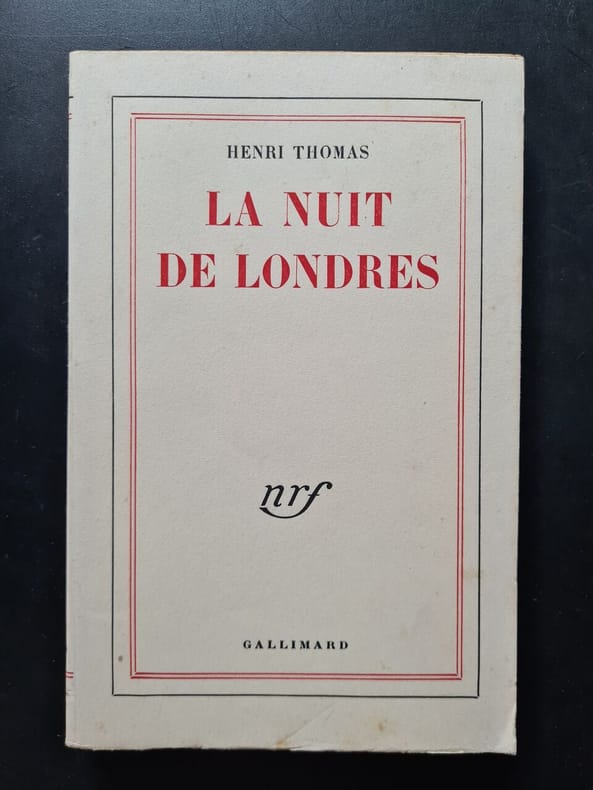 HENRI THOMAS
LA NUIT
DE LONDRES
nrf
GALLIMARD